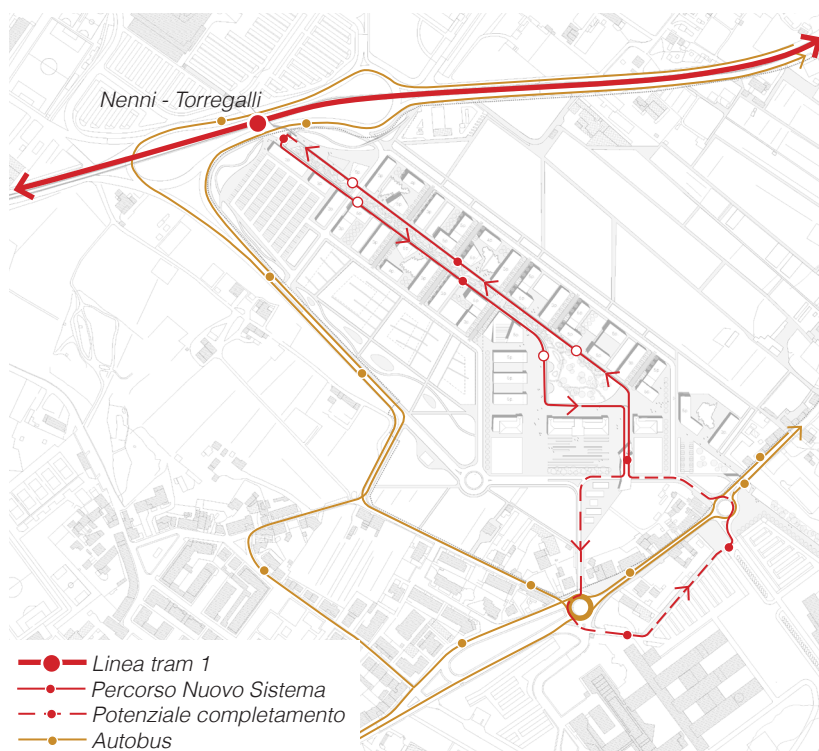 Nenni - Torregalli
Linea tram 1
Percorso Nuovo Sistema
Potenziale completamento
Autobus